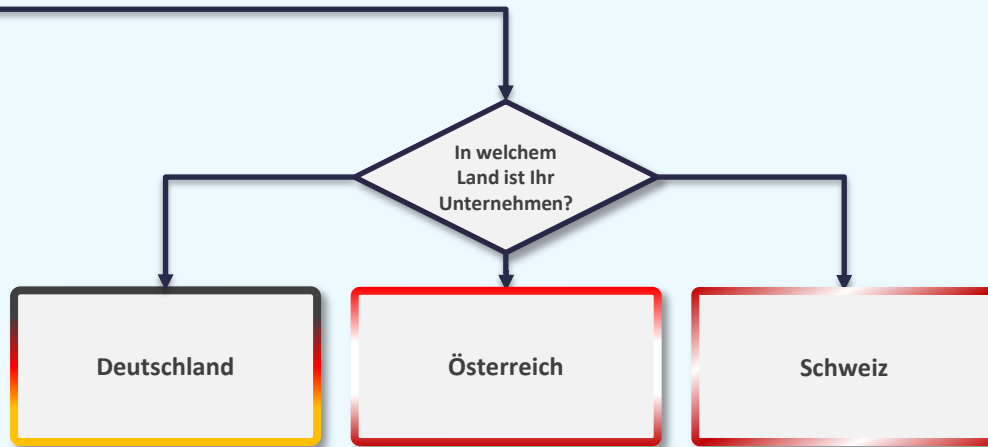 In welchem
Land ist Ihr
Unternehmen?
Deutschland
Österreich
Schweiz